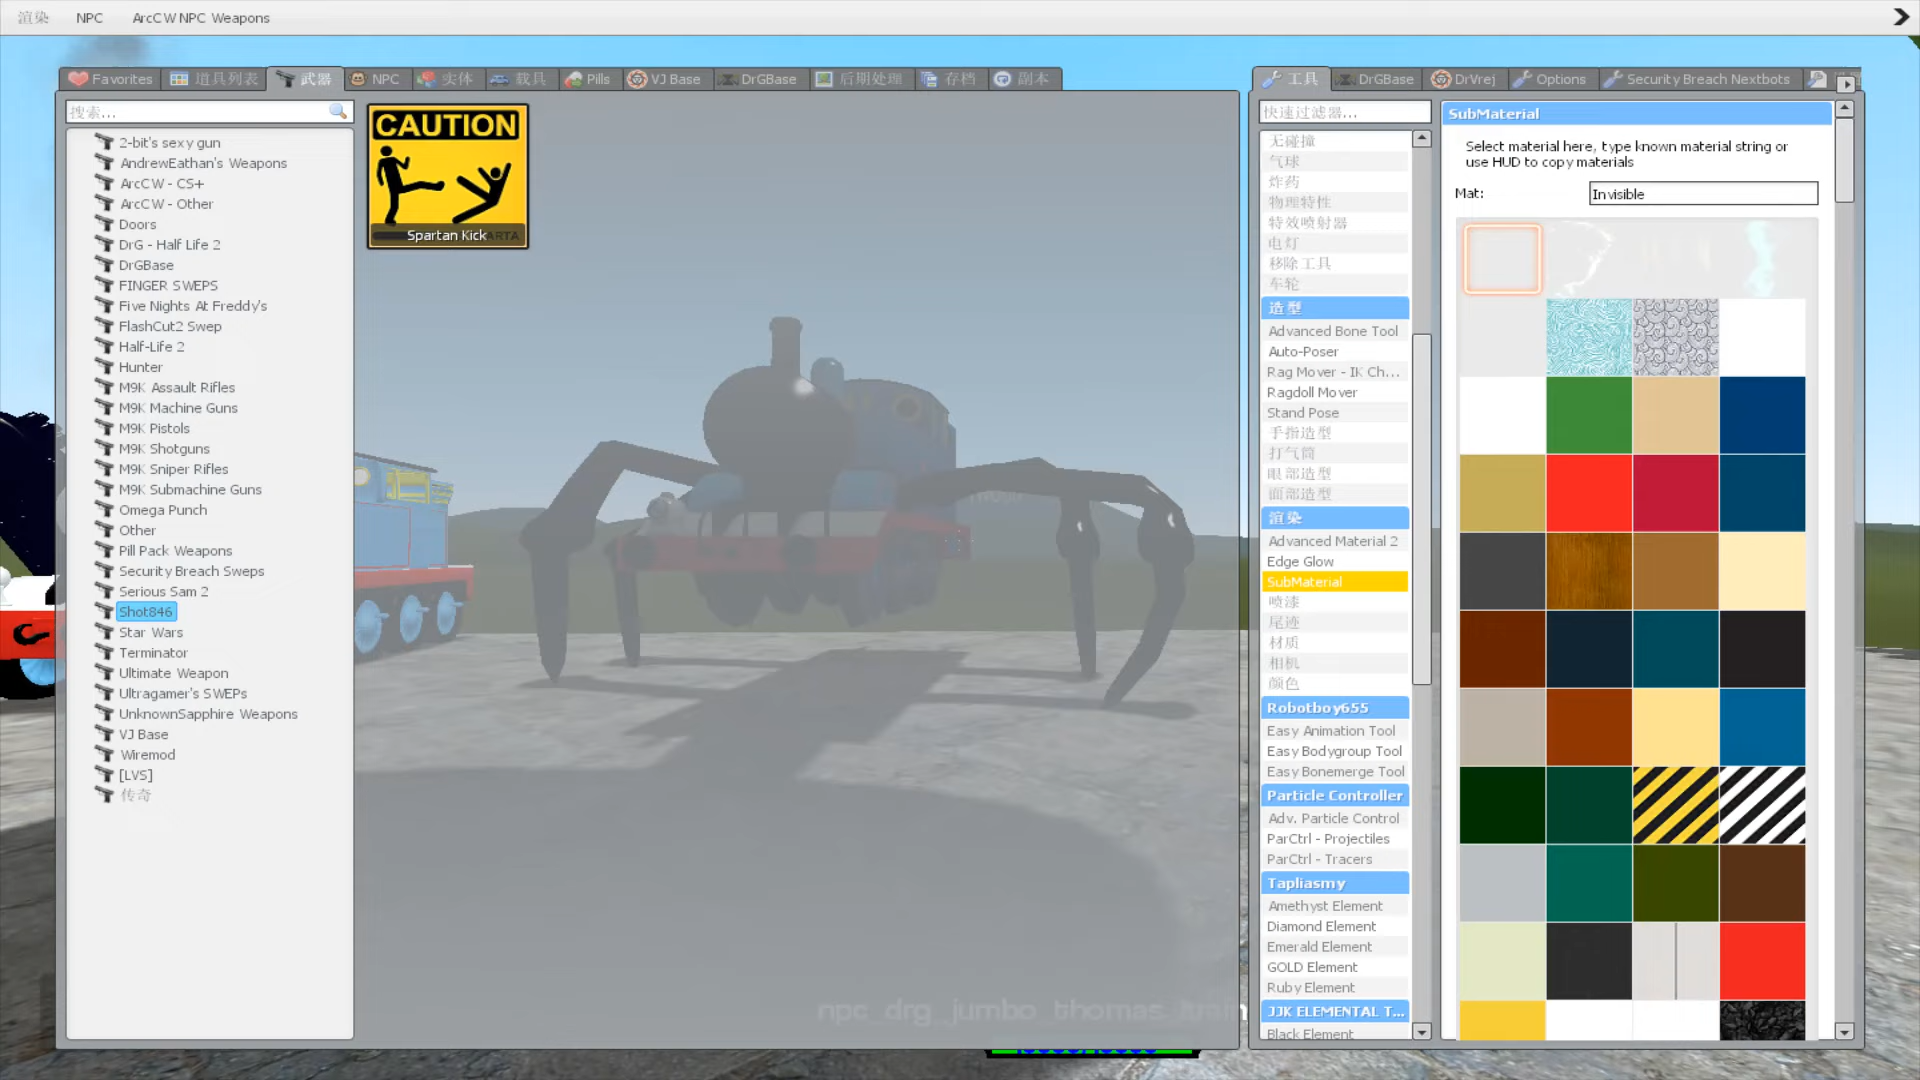 渲染 NPC ArcCW NPC Weapons
Favorites 道具列表 武器 NPC 实体 载具 Pills VJ Base DrGBase 后期处理 存档 副本
搜索...
2-bit's sexy gun
AndrewEathan's Weapons
ArcCW - CS+
ArcCW - Other
Doors
DrG - Half Life 2
DrGBase
FINGER SWEPS
Five Nights At Freddy's
FlashCut2 Swep
Half-Life 2
Hunter
M9K Assault Rifles
M9K Machine Guns
M9K Pistols
M9K Shotguns
M9K Sniper Rifles
M9K Submachine Guns
Omega Punch
Other
Pill Pack Weapons
Security Breach Sweps
Serious Sam 2
Shot846
Star Wars
Terminator
Ultimate Weapon
Ultragamer's SWEPs
UnknownSapphire Weapons
VJ Base
Wiremod
[LVS]
传奇
CAUTION
Spartan Kick
npc_drg_jumbo_thomas_train
工具 DrGBase DrVrej Options Security Breach Nextbots
快速过滤器...
无碰撞
气球
炸药
物理特性
特效喷射器
电灯
移除工具
车轮
造型
Advanced Bone Tool
Auto-Poser
Rag Mover - IK Ch...
Ragdoll Mover
Stand Pose
手指造型
打气筒
眼部造型
面部造型
渲染
Advanced Material 2
Edge Glow
SubMaterial
喷漆
尾迹
材质
相机
颜色
Robotboy655
Easy Animation Tool
Easy Bodygroup Tool
Easy Bonemerge Tool
Particle Controller
Adv. Particle Control
ParCtrl - Projectiles
ParCtrl - Tracers
Tapliasmy
Amethyst Element
Diamond Element
Emerald Element
GOLD Element
Ruby Element
JJK ELEMENTAL T...
Black Element
SubMaterial
Select material here, type known material string or
use HUD to copy materials
Mat: Invisible